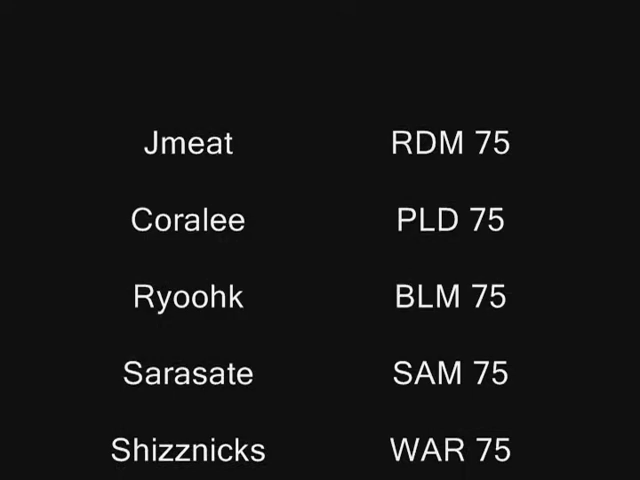 Jmeat RDM 75
Coralee PLD 75
Ryoohk BLM 75
Sarasate SAM 75
Shizznicks WAR 75